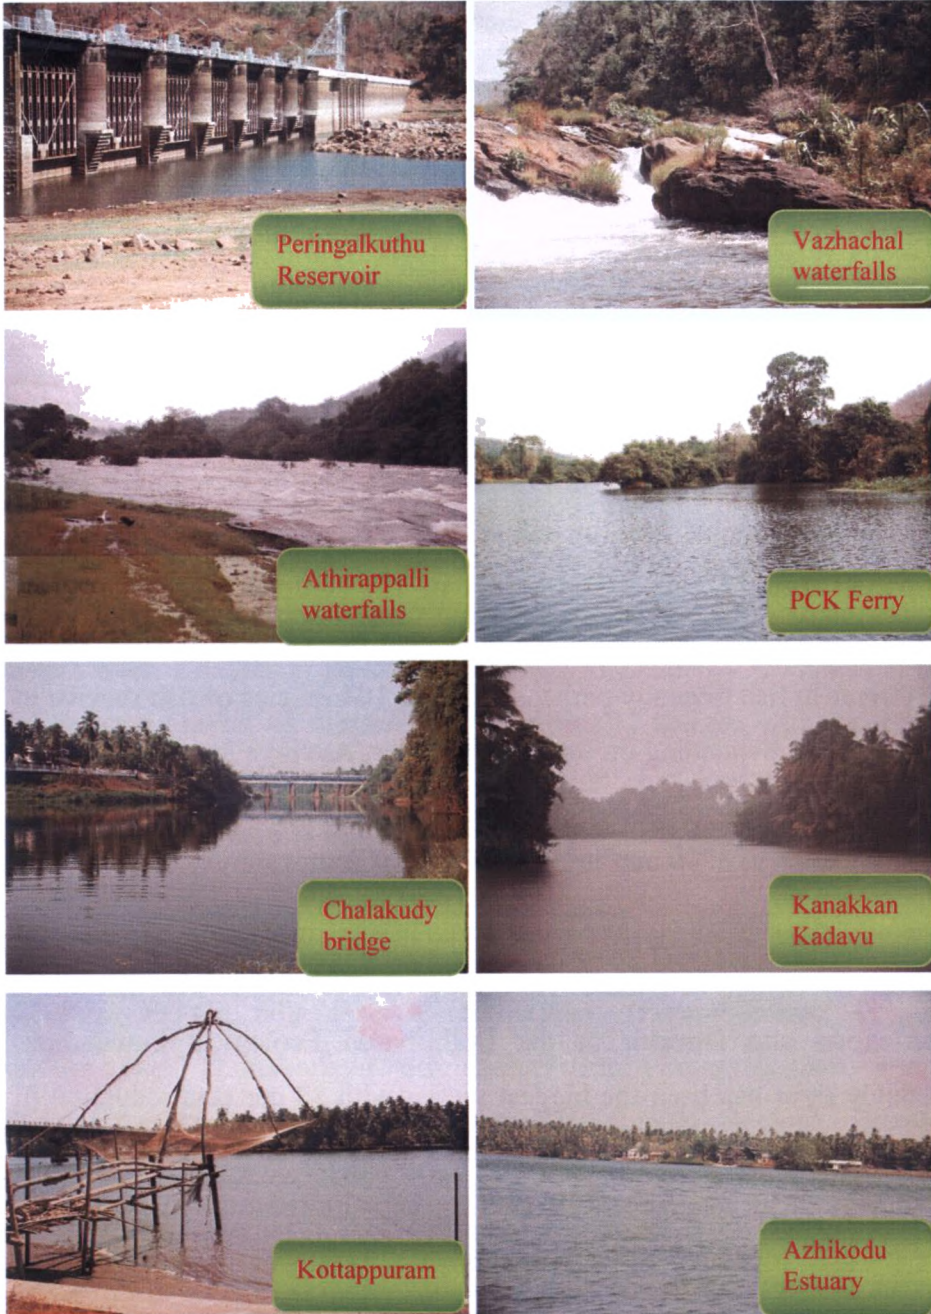 Peringalkuthu
Reservoir
Vazhachal
waterfalls
Athirappalli
waterfalls
PCK Ferry
Chalakudy
bridge
Kanakkan
Kadavu
Kottappuram
Azhikodu
Estuary